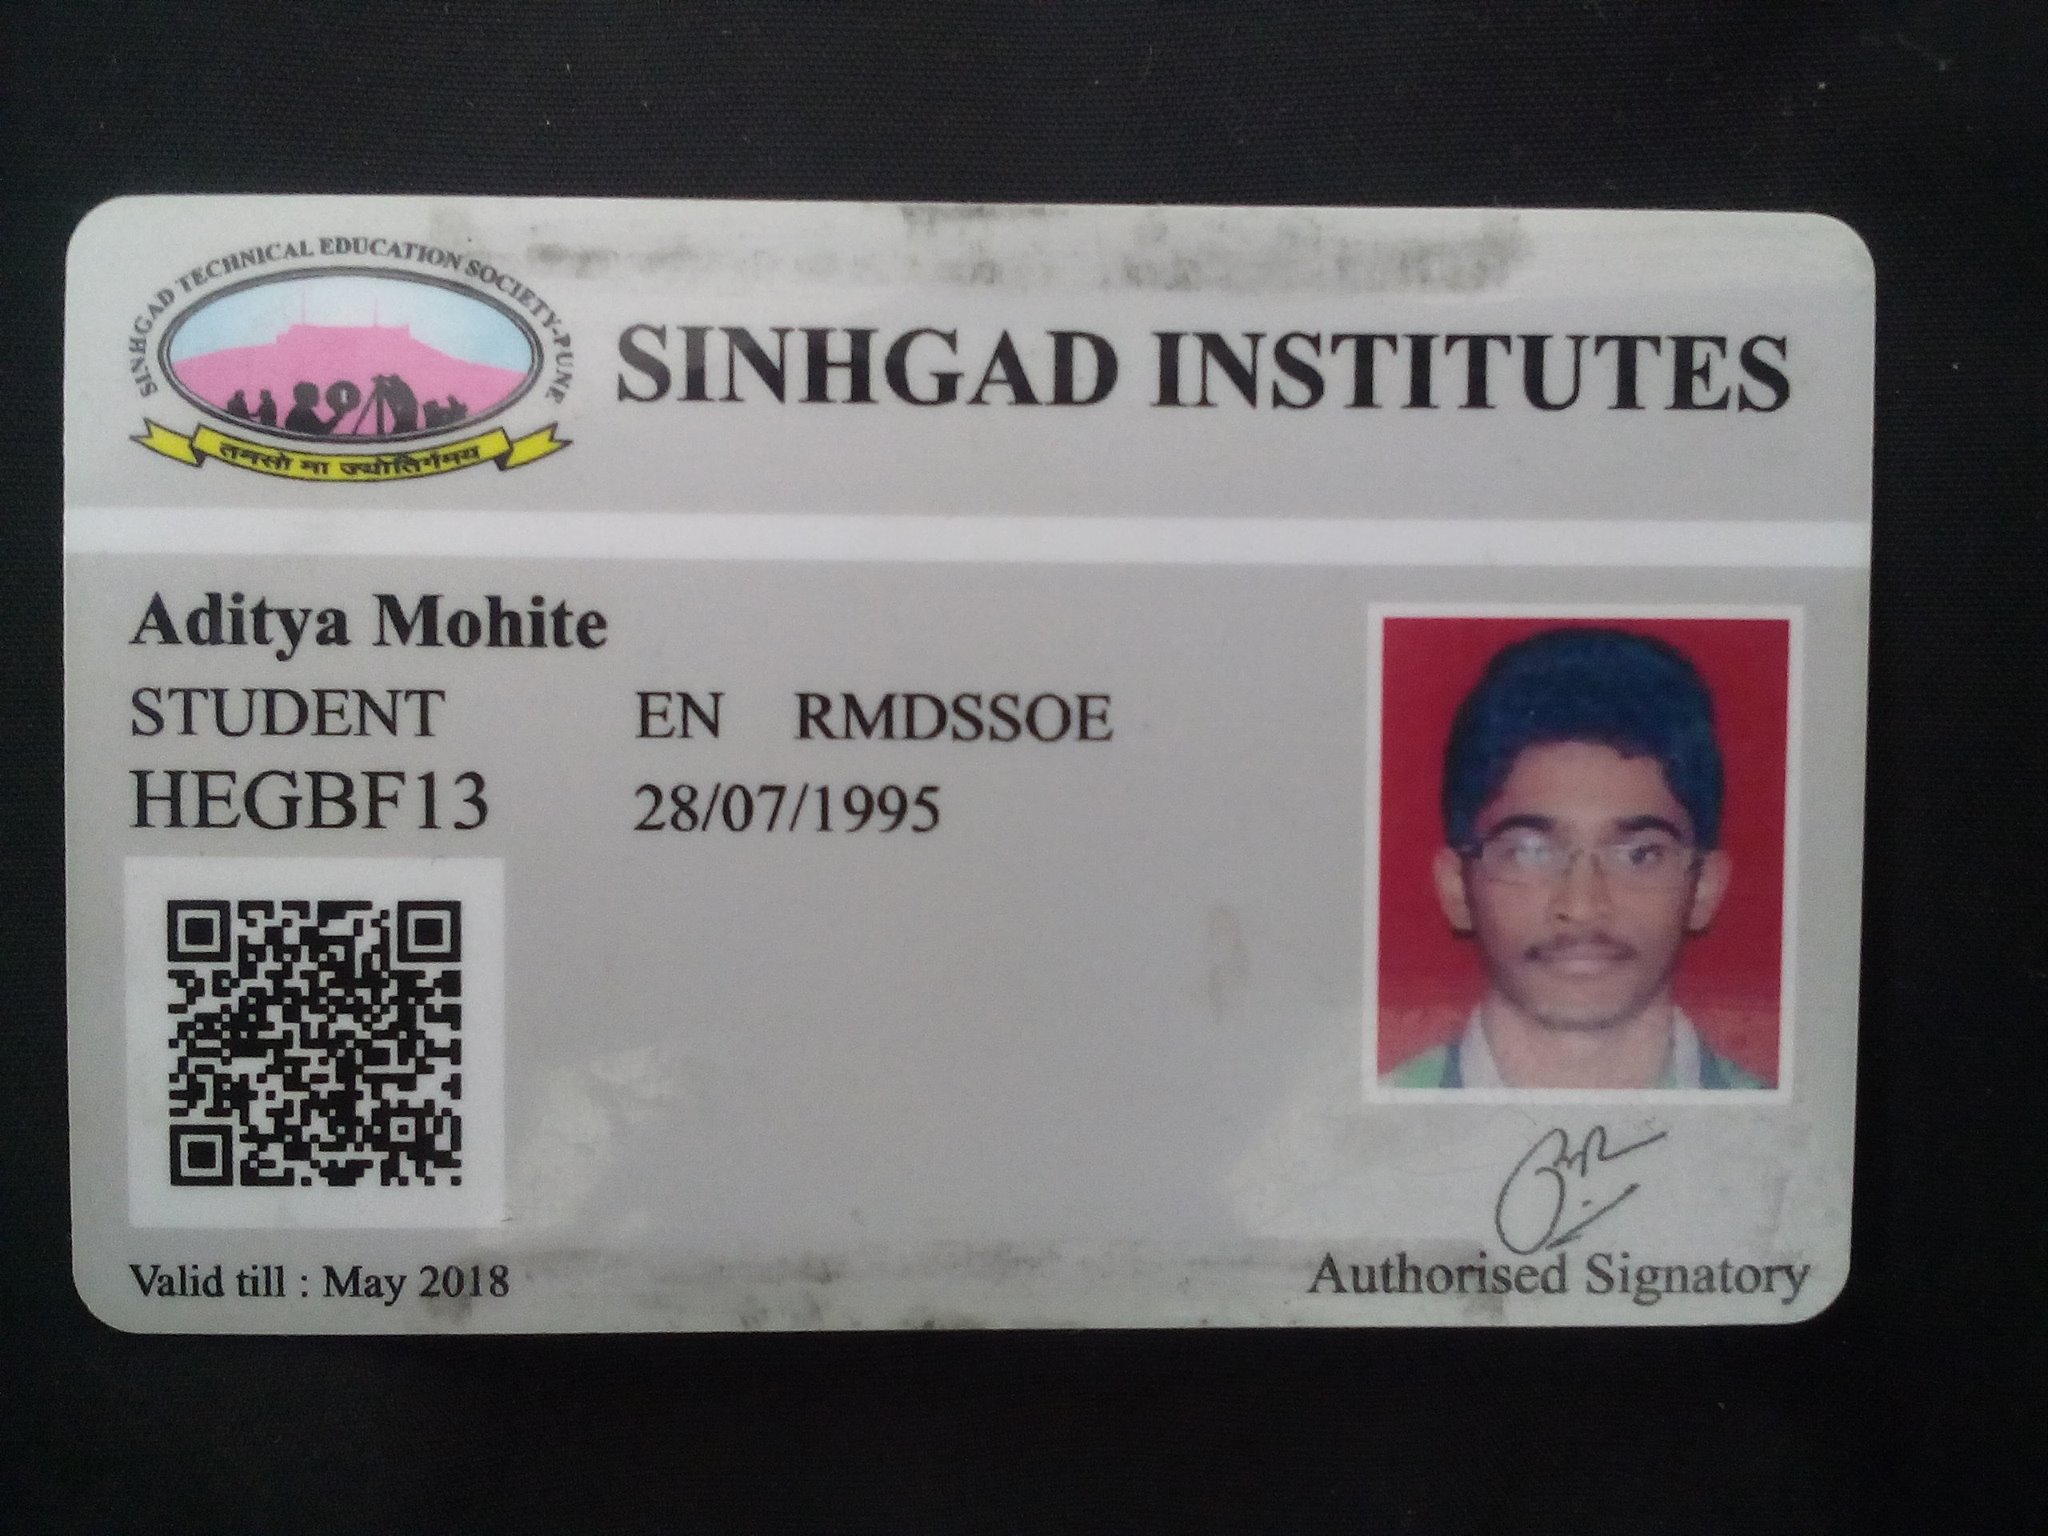 SINHGAD TECHNICAL EDUCATION SOCIETY-PUNE
तमसो मा ज्योतिर्गमय
SINHGAD INSTITUTES
Aditya Mohite
STUDENT EN RMDSSOE
HEGBF13 28/07/1995
Valid till : May 2018
Authorised Signatory